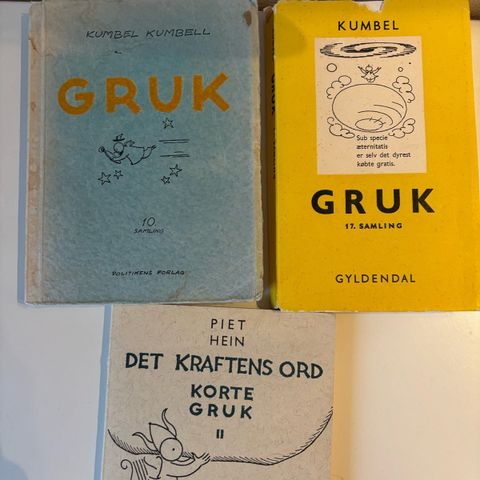 KUMBEL KUMBELL
GRUK
10.
SAMLING
POLITIKENS FORLAG
KUMBEL
Sub specie
æternitatis
er selv det dyrest
købte gratis.
GRUK
17. SAMLING
GYLDENDAL
PIET
HEIN
DET KRAFTENS ORD
KORTE
GRUK
II